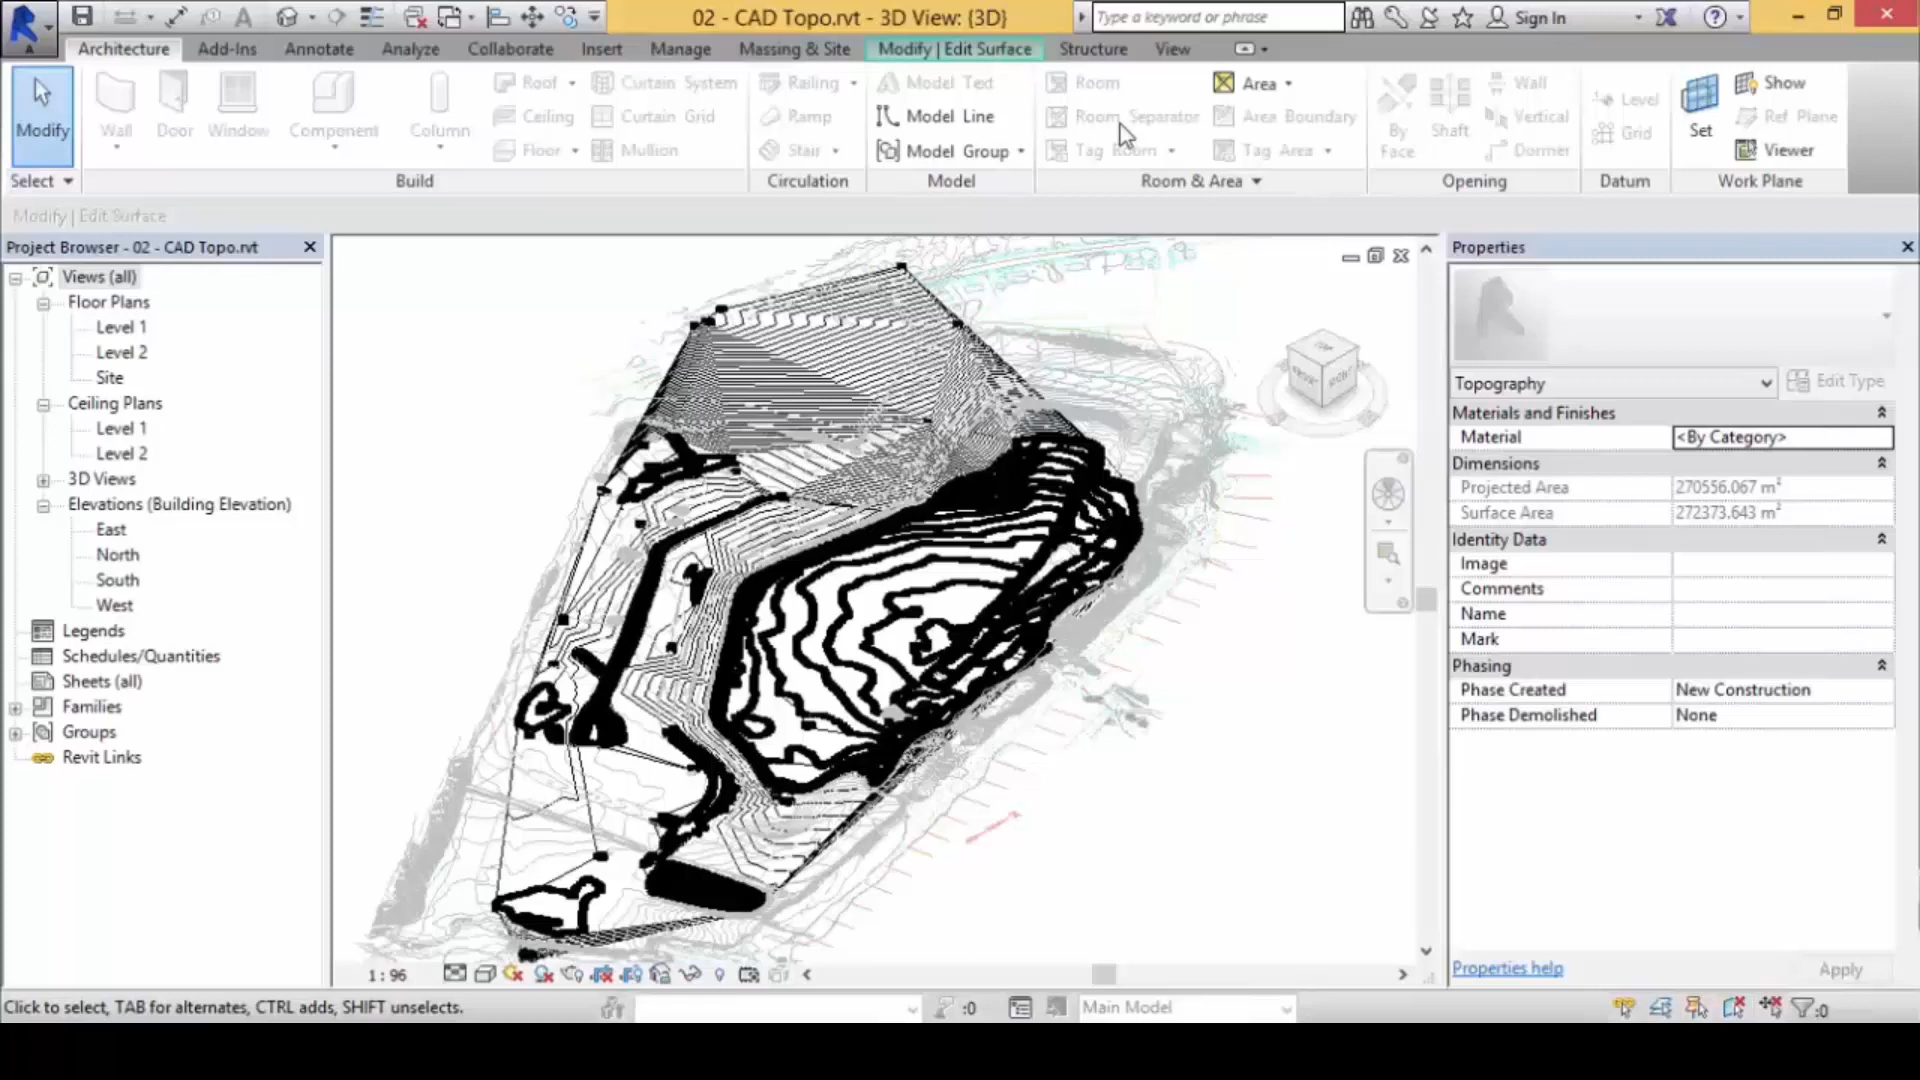 02 - CAD Topo.rvt - 3D View: {3D}
Type a keyword or phrase
Sign In
Architecture
Add-Ins
Annotate
Analyze
Collaborate
Insert
Manage
Massing & Site
Modify | Edit Surface
Structure
View
Modify
Wall
Door
Window
Component
Column
Roof
Ceiling
Floor
Curtain System
Curtain Grid
Mullion
Railing
Ramp
Stair
Model Text
Model Line
Model Group
Room
Room Separator
Tag Room
Area
Area Boundary
Tag Area
By Face
Shaft
Wall
Vertical
Dormer
Level
Grid
Set
Show
Ref Plane
Viewer
Select
Build
Circulation
Model
Room & Area
Opening
Datum
Work Plane
Modify | Edit Surface
Project Browser - 02 - CAD Topo.rvt
Views (all)
Floor Plans
Level 1
Level 2
Site
Ceiling Plans
Level 1
Level 2
3D Views
Elevations (Building Elevation)
East
North
South
West
Legends
Schedules/Quantities
Sheets (all)
Families
Groups
Revit Links
1 : 96
Properties
Topography
Edit Type
Materials and Finishes
Material <By Category>
Dimensions
Projected Area 270556.067 m²
Surface Area 272373.643 m²
Identity Data
Image
Comments
Name
Mark
Phasing
Phase Created New Construction
Phase Demolished None
Properties help
Apply
Click to select, TAB for alternates, CTRL adds, SHIFT unselects.
:0
Main Model
:0